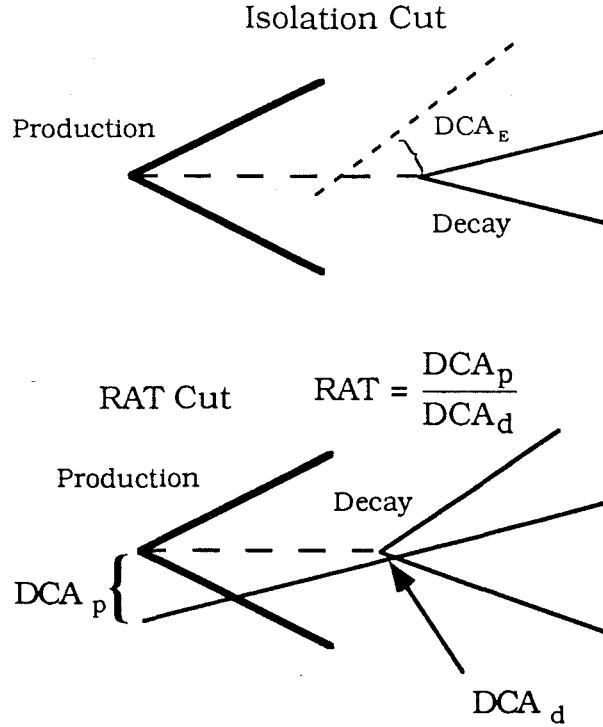 Isolation Cut
Production
DCA_E
Decay
RAT Cut
RAT = DCA_p / DCA_d
Production
Decay
DCA_p
DCA_d